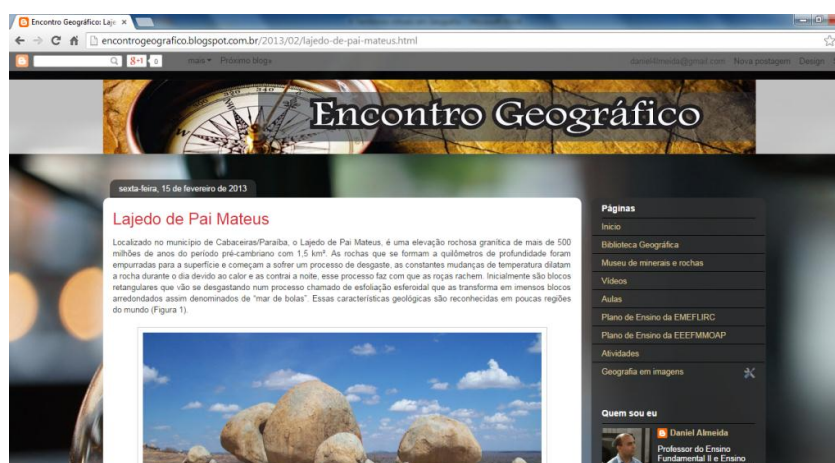 Encontro Geográfico: Laje
encontrogeografico.blogspot.com.br/2013/02/lajedo-de-pai-mateus.html
g+1 0 mais Próximo blog» daniel4lmeida@gmail.com Nova postagem Design
Encontro Geográfico
sexta-feira, 15 de fevereiro de 2013
Lajedo de Pai Mateus
Localizado no município de Cabaceiras/Paraíba, o Lajedo de Pai Mateus, é uma elevação rochosa granítica de mais de 500
milhões de anos do período pré-cambriano com 1,5 km². As rochas que se formam a quilômetros de profundidade foram
empurradas para a superfície e começam a sofrer um processo de desgaste, as constantes mudanças de temperatura dilatam
a rocha durante o dia devido ao calor e as contrai a noite, esse processo faz com que as roças rachem. Inicialmente são blocos
retangulares que vão se desgastando num processo chamado de esfoliação esferoidal que as transforma em imensos blocos
arredondados assim denominados de "mar de bolas". Essas características geológicas são reconhecidas em poucas regiões
do mundo (Figura 1).
Páginas
Inicio
Biblioteca Geográfica
Museu de minerais e rochas
Vídeos
Aulas
Plano de Ensino da EMEFLIRC
Plano de Ensino da EEEFMMOAP
Atividades
Geografia em imagens
Quem sou eu
Daniel Almeida
Professor do Ensino
Fundamental II e Ensino